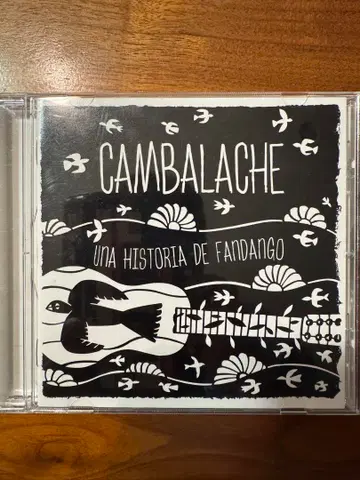 CAMBALACHE
UNA HISTORIA DE FANDANGO